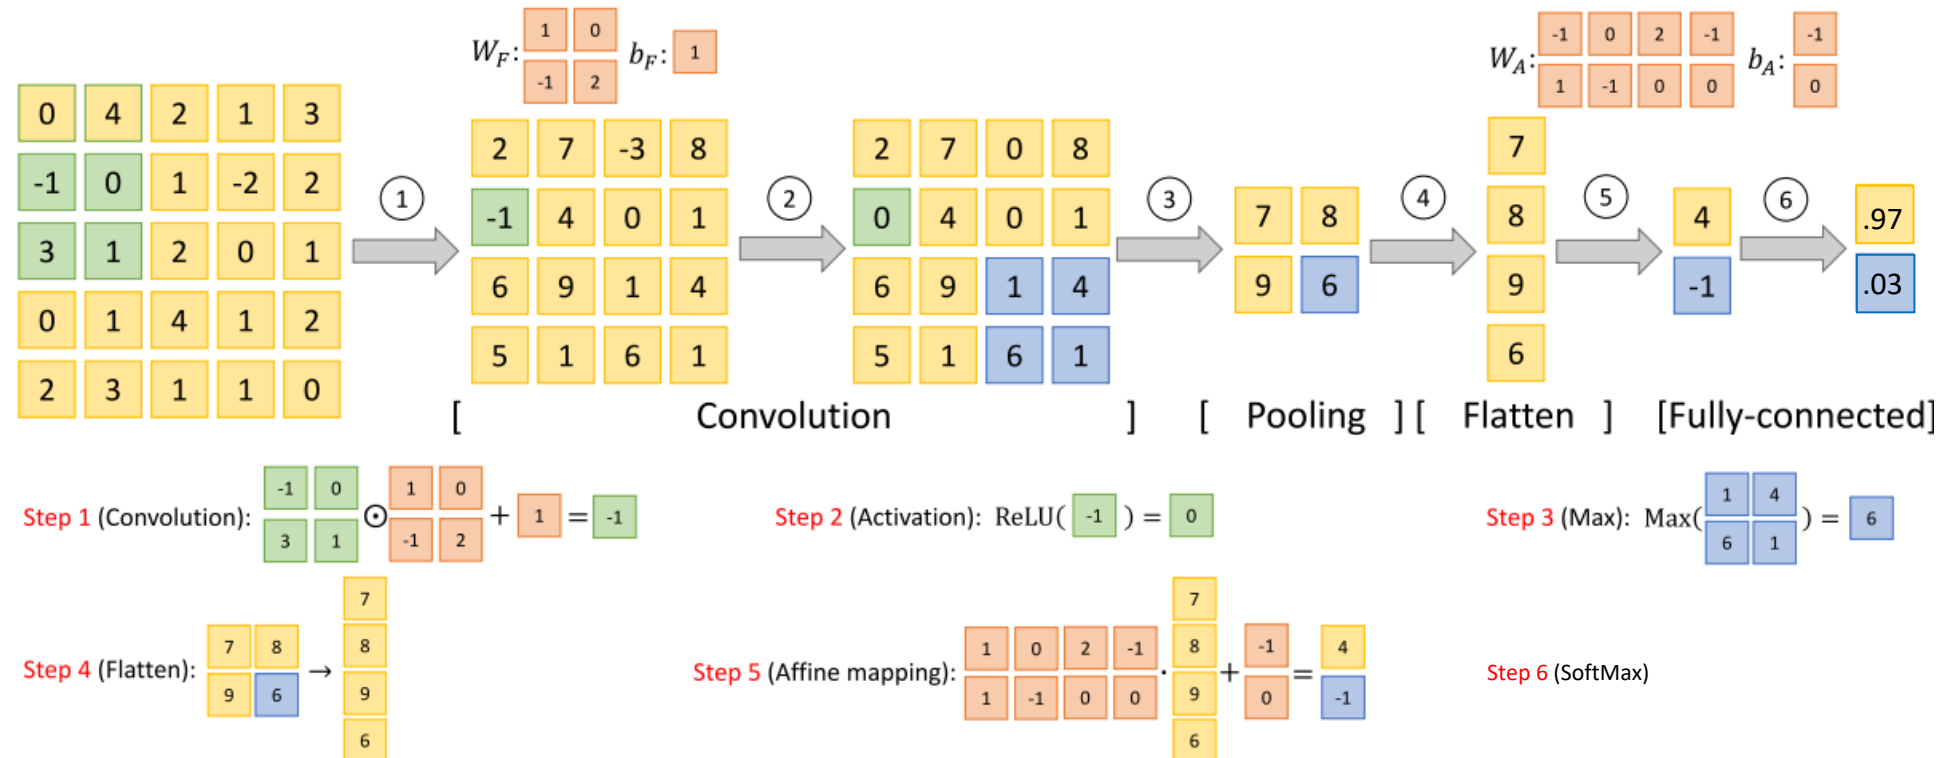 W_F: 1 0 b_F: 1
-1 2
W_A: -1 0 2 -1 b_A: -1
1 -1 0 0 0
0 4 2 1 3
-1 0 1 -2 2
3 1 2 0 1
0 1 4 1 2
2 3 1 1 0
1
2 7 -3 8
-1 4 0 1
6 9 1 4
5 1 6 1
2
2 7 0 8
0 4 0 1
6 9 1 4
5 1 6 1
3
7 8
9 6
4
7
8
9
6
5
4
-1
6
.97
.03
[ Convolution ] [ Pooling ] [ Flatten ] [Fully-connected]
Step 1 (Convolution): -1 0 ⊙ 1 0 + 1 = -1
3 1 -1 2
Step 2 (Activation): ReLU( -1 ) = 0
Step 3 (Max): Max( 1 4 ) = 6
6 1
Step 4 (Flatten): 7 8 → 7
9 6 8
9
6
Step 5 (Affine mapping): 1 0 2 -1 · 7 + -1 = 4
1 -1 0 0 8 0 -1
9
6
Step 6 (SoftMax)